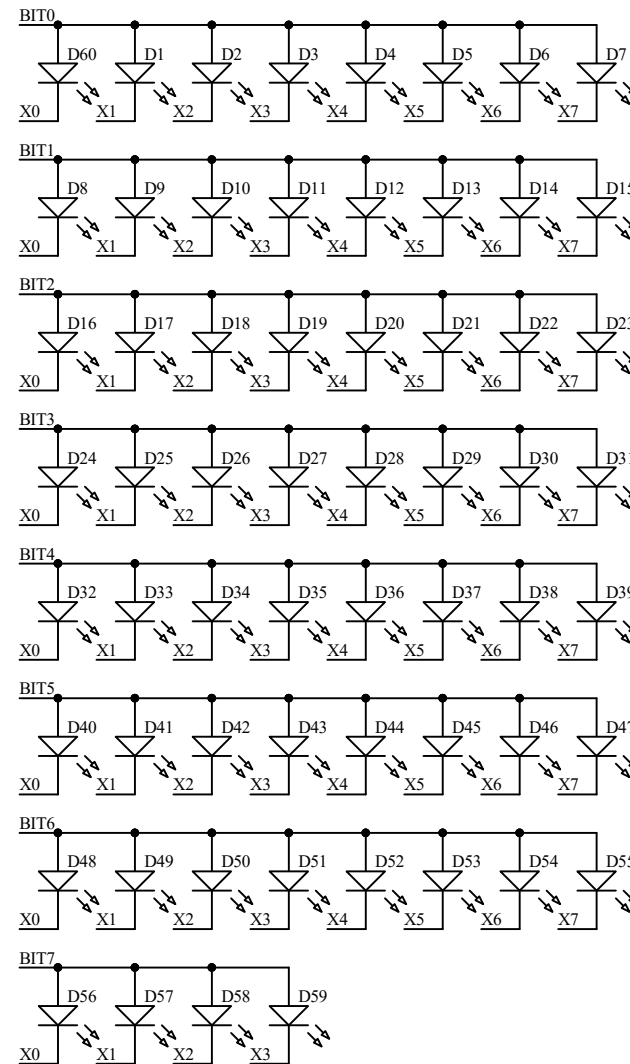 BIT0
D60 D1 D2 D3 D4 D5 D6 D7
X0 X1 X2 X3 X4 X5 X6 X7
BIT1
D8 D9 D10 D11 D12 D13 D14 D15
X0 X1 X2 X3 X4 X5 X6 X7
BIT2
D16 D17 D18 D19 D20 D21 D22 D23
X0 X1 X2 X3 X4 X5 X6 X7
BIT3
D24 D25 D26 D27 D28 D29 D30 D31
X0 X1 X2 X3 X4 X5 X6 X7
BIT4
D32 D33 D34 D35 D36 D37 D38 D39
X0 X1 X2 X3 X4 X5 X6 X7
BIT5
D40 D41 D42 D43 D44 D45 D46 D47
X0 X1 X2 X3 X4 X5 X6 X7
BIT6
D48 D49 D50 D51 D52 D53 D54 D55
X0 X1 X2 X3 X4 X5 X6 X7
BIT7
D56 D57 D58 D59
X0 X1 X2 X3